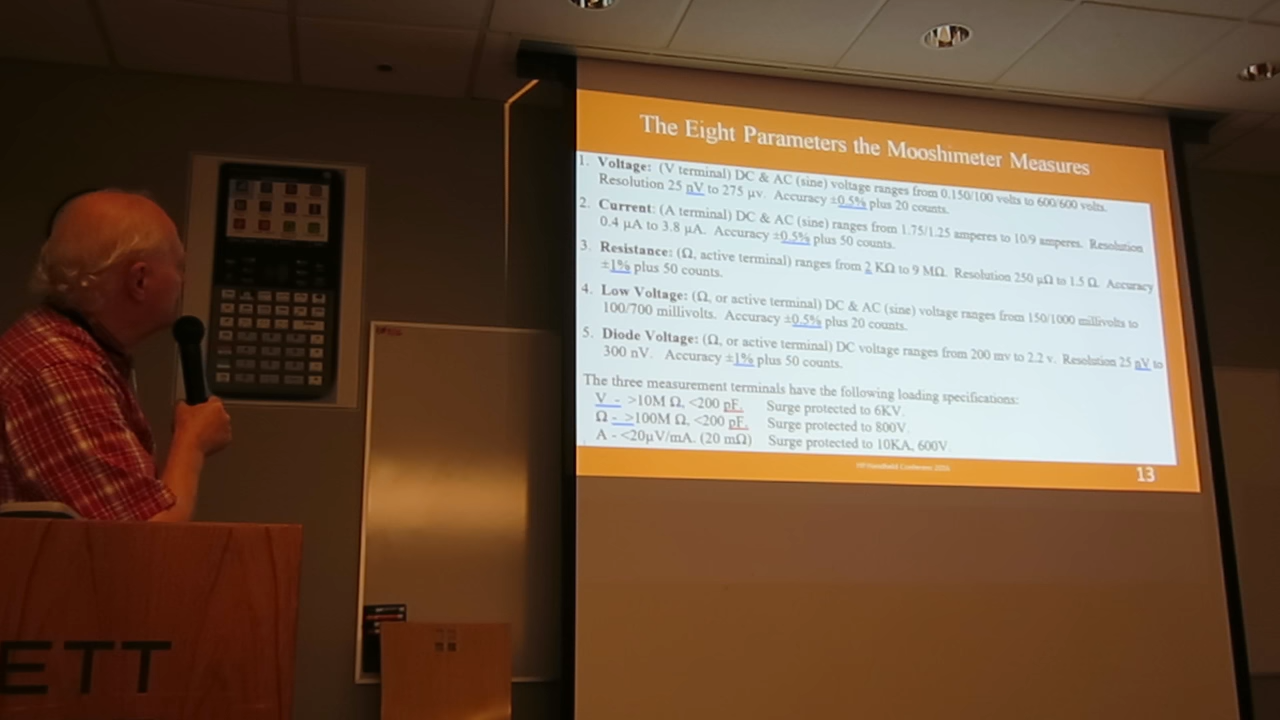 The Eight Parameters the Mooshimeter Measures
1. Voltage: (V terminal) DC & AC (sine) voltage ranges from 0.150/100 volts to 600/600 volts.
Resolution 25 nV to 275 μv. Accuracy ±0.5% plus 20 counts.
2. Current: (A terminal) DC & AC (sine) ranges from 1.75/1.25 amperes to 10/9 amperes. Resolution
0.4 μA to 3.8 μA. Accuracy ±0.5% plus 50 counts.
3. Resistance: (Ω, active terminal) ranges from 2 KΩ to 9 MΩ. Resolution 250 μΩ to 1.5 Ω. Accuracy
±1% plus 50 counts.
4. Low Voltage: (Ω, or active terminal) DC & AC (sine) voltage ranges from 150/1000 millivolts to
100/700 millivolts. Accuracy ±0.5% plus 20 counts.
5. Diode Voltage: (Ω, or active terminal) DC voltage ranges from 200 mv to 2.2 v. Resolution 25 nV to
300 nV. Accuracy ±1% plus 50 counts.
The three measurement terminals have the following loading specifications:
V - >10M Ω, <200 pF. Surge protected to 6KV.
Ω - >100M Ω, <200 pF. Surge protected to 800V.
A - <20μV/mA. (20 mΩ) Surge protected to 10KA, 600V
HP Handheld Conference
13
ETT